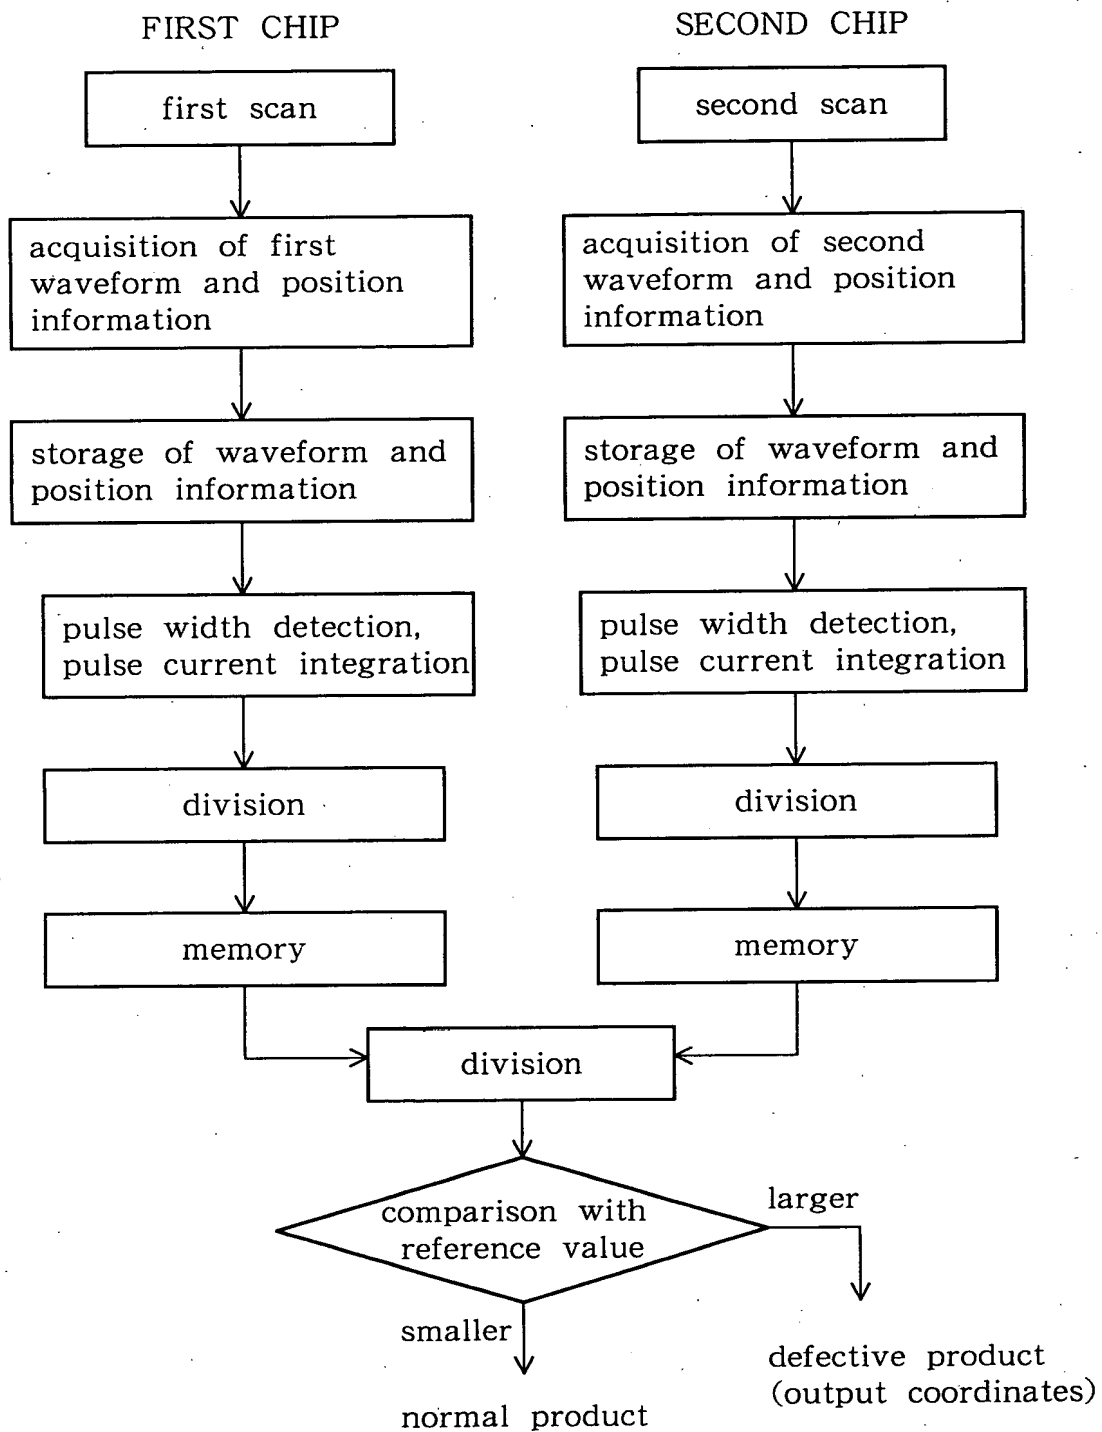 FIRST CHIP
first scan
acquisition of first
waveform and position
information
storage of waveform and
position information
pulse width detection,
pulse current integration
division
memory
SECOND CHIP
second scan
acquisition of second
waveform and position
information
storage of waveform and
position information
pulse width detection,
pulse current integration
division
memory
division
comparison with
reference value
larger
smaller
defective product
(output coordinates)
normal product